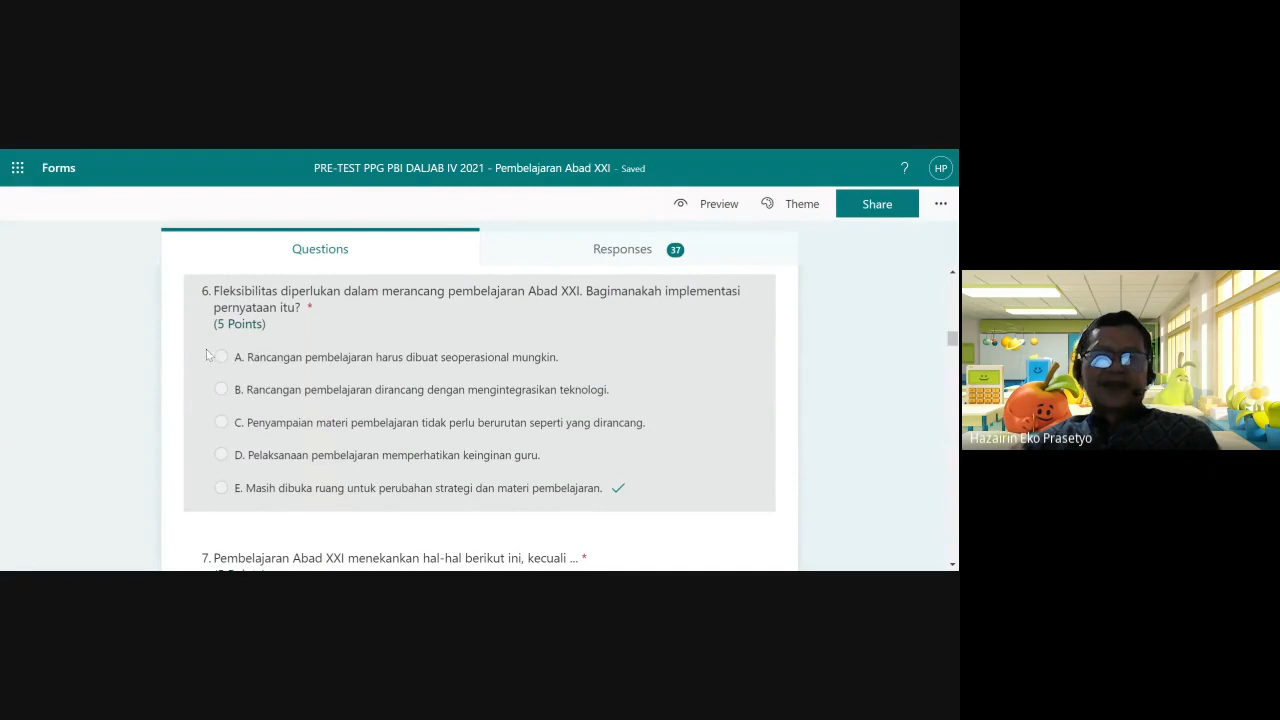 Forms
PRE-TEST PPG PBI DALJAB IV 2021 - Pembelajaran Abad XXI - Saved
?
HP
Preview
Theme
Share
Questions
Responses
37
6. Fleksibilitas diperlukan dalam merancang pembelajaran Abad XXI. Bagimanakah implementasi
pernyataan itu? *
(5 Points)
A. Rancangan pembelajaran harus dibuat seoperasional mungkin.
B. Rancangan pembelajaran dirancang dengan mengintegrasikan teknologi.
C. Penyampaian materi pembelajaran tidak perlu berurutan seperti yang dirancang.
D. Pelaksanaan pembelajaran memperhatikan keinginan guru.
E. Masih dibuka ruang untuk perubahan strategi dan materi pembelajaran.
7. Pembelajaran Abad XXI menekankan hal-hal berikut ini, kecuali ... *
Hazairin Eko Prasetyo